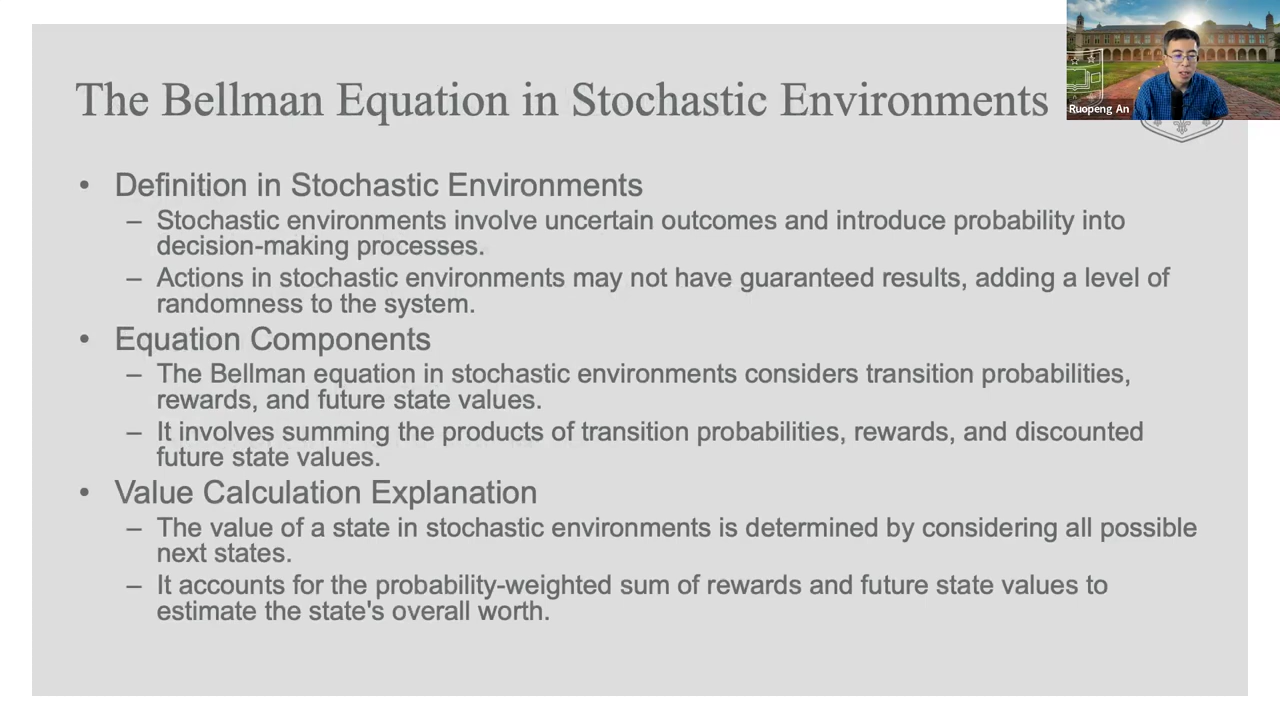 The Bellman Equation in Stochastic Environments
Ruopeng An
• Definition in Stochastic Environments
– Stochastic environments involve uncertain outcomes and introduce probability into
decision-making processes.
– Actions in stochastic environments may not have guaranteed results, adding a level of
randomness to the system.
• Equation Components
– The Bellman equation in stochastic environments considers transition probabilities,
rewards, and future state values.
– It involves summing the products of transition probabilities, rewards, and discounted
future state values.
• Value Calculation Explanation
– The value of a state in stochastic environments is determined by considering all possible
next states.
– It accounts for the probability-weighted sum of rewards and future state values to
estimate the state's overall worth.